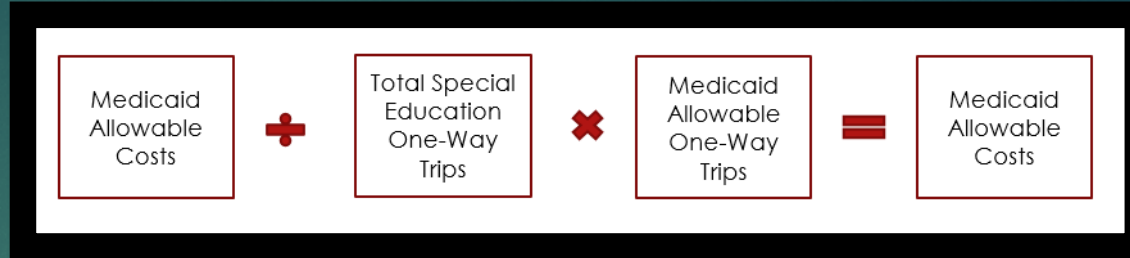 Medicaid
Allowable
Costs
÷
Total Special
Education
One-Way
Trips
×
Medicaid
Allowable
One-Way
Trips
=
Medicaid
Allowable
Costs